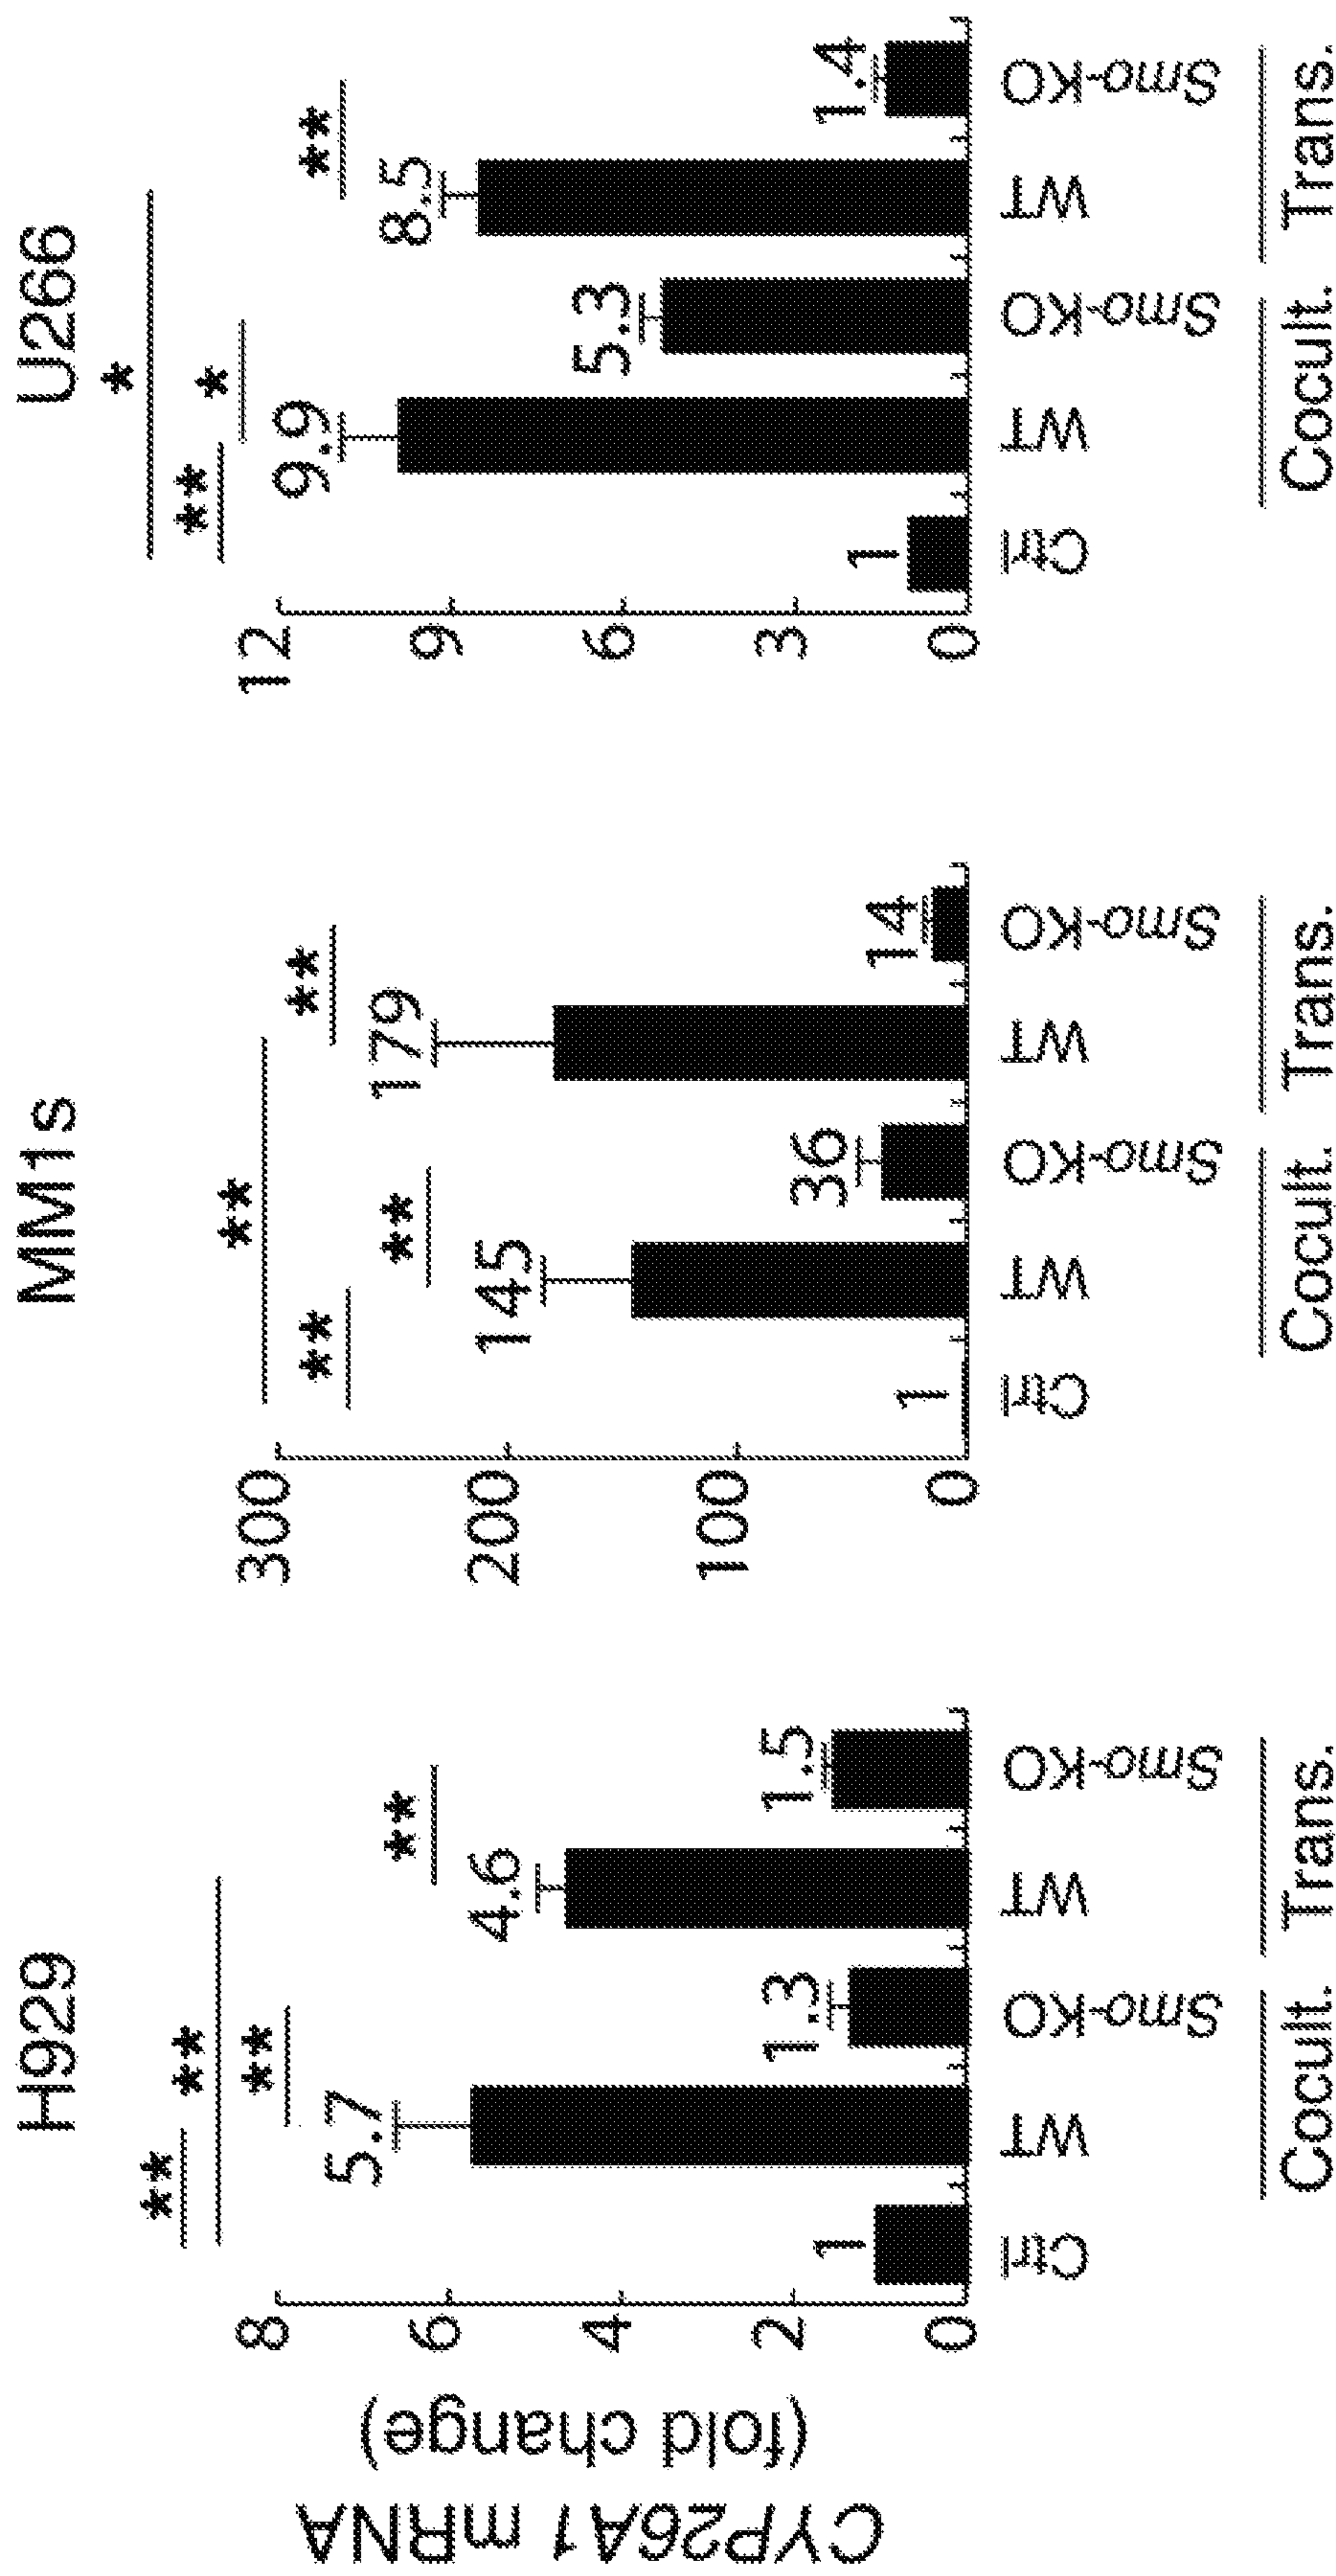 H929
MM1s
U266
CYP26A1 mRNA
(fold change)
8
6
4
2
0
**
**
**
**
1
5.7
1.3
4.6
1.5
Ctrl
WT
Smo-KO
WT
Smo-KO
Cocult.
Trans.
300
200
100
0
**
**
**
**
1
145
36
179
14
Ctrl
WT
Smo-KO
WT
Smo-KO
Cocult.
Trans.
12
9
6
3
0
*
**
*
**
1
9.9
5.3
8.5
1.4
Ctrl
WT
Smo-KO
WT
Smo-KO
Cocult.
Trans.